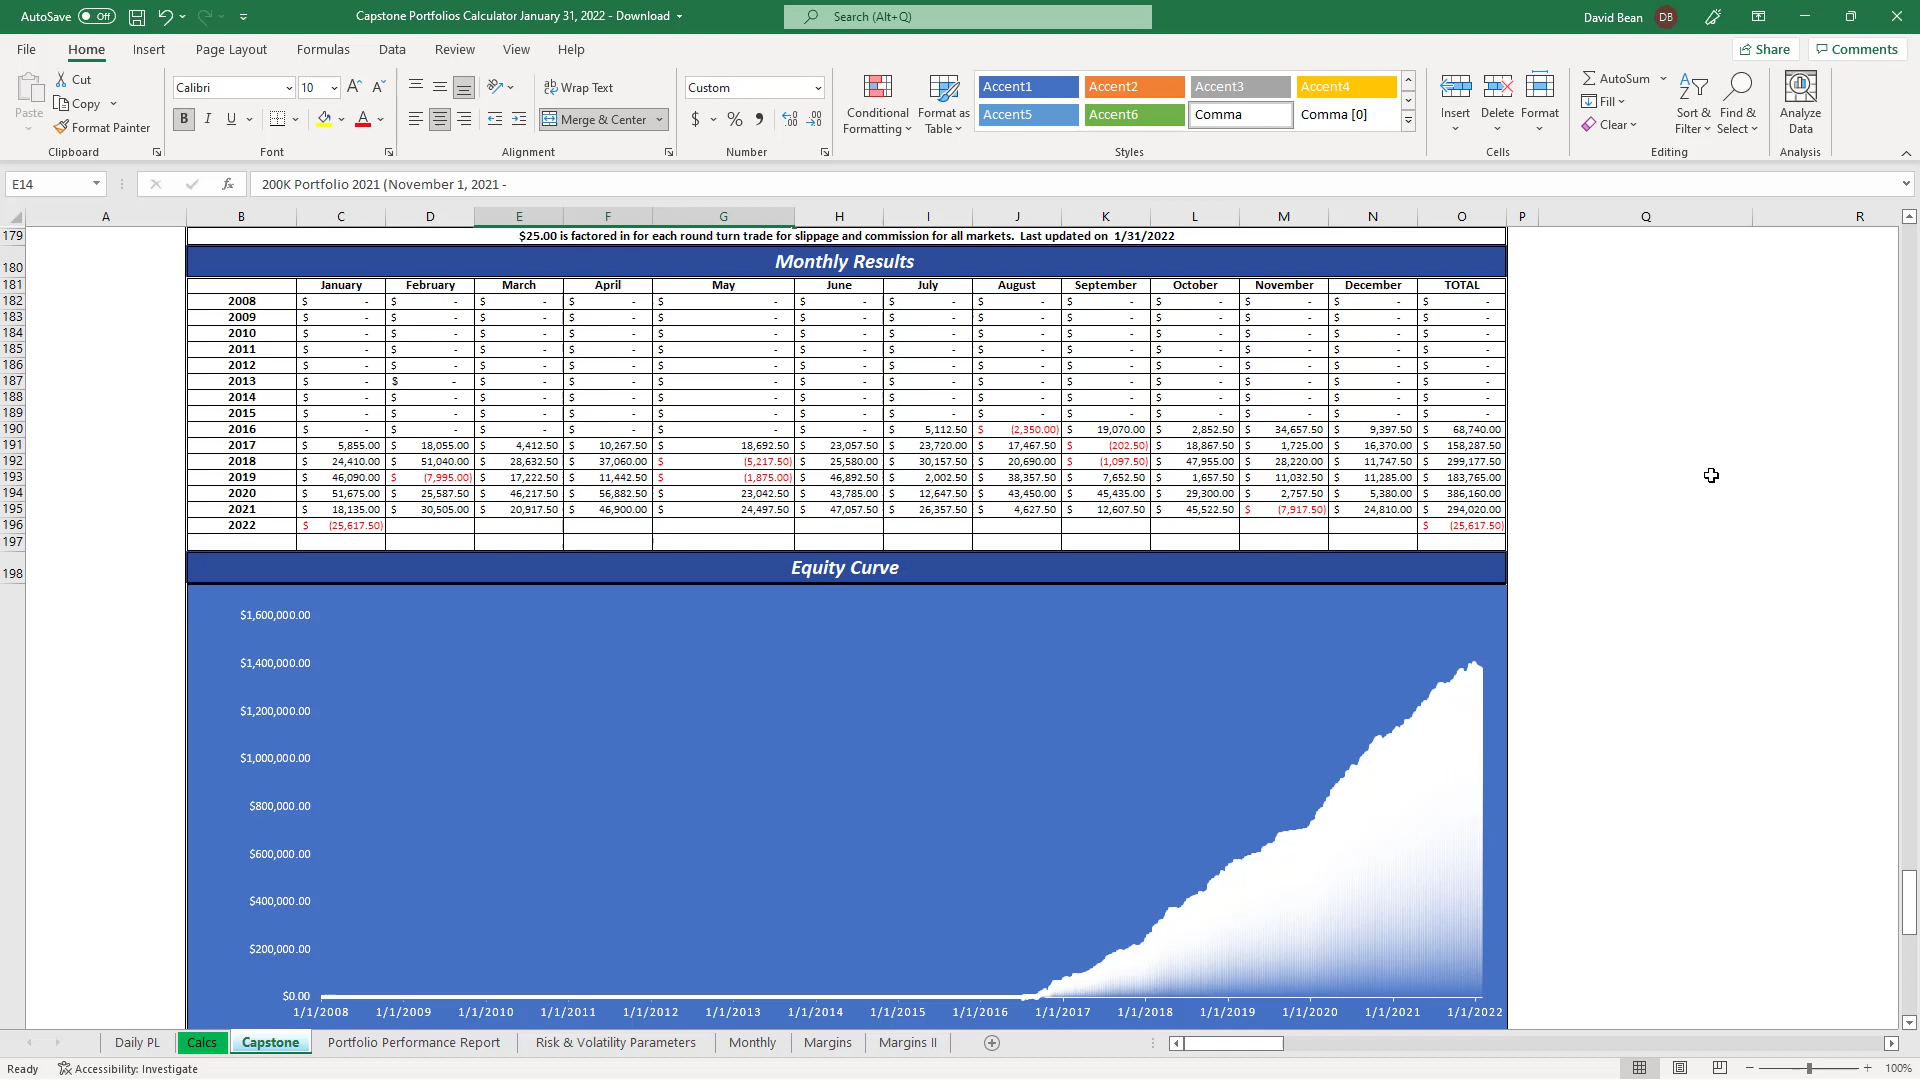 AutoSave Off Capstone Portfolios Calculator January 31, 2022 - Download Search (Alt+Q) David Bean DB
File Home Insert Page Layout Formulas Data Review View Help Share Comments
Paste Cut Copy Format Painter Clipboard
Calibri 10 B I U Font
Wrap Text Merge & Center Alignment
Custom $ % Number
Conditional Formatting Format as Table Accent1 Accent2 Accent3 Accent4 Accent5 Accent6 Comma Comma [0] Styles
Insert Delete Format Cells
AutoSum Fill Clear Sort & Filter Find & Select Editing
Analyze Data Analysis
E14 fx 200K Portfolio 2021 (November 1, 2021 -
A B C D E F G H I J K L M N O P Q R
179 $25.00 is factored in for each round turn trade for slippage and commission for all markets. Last updated on 1/31/2022
180 Monthly Results
181 January February March April May June July August September October November December TOTAL
182 2008 $ - $ - $ - $ - $ - $ - $ - $ - $ - $ - $ - $ - $ -
183 2009 $ - $ - $ - $ - $ - $ - $ - $ - $ - $ - $ - $ - $ -
184 2010 $ - $ - $ - $ - $ - $ - $ - $ - $ - $ - $ - $ - $ -
185 2011 $ - $ - $ - $ - $ - $ - $ - $ - $ - $ - $ - $ - $ -
186 2012 $ - $ - $ - $ - $ - $ - $ - $ - $ - $ - $ - $ - $ -
187 2013 $ - $ - $ - $ - $ - $ - $ - $ - $ - $ - $ - $ - $ -
188 2014 $ - $ - $ - $ - $ - $ - $ - $ - $ - $ - $ - $ - $ -
189 2015 $ - $ - $ - $ - $ - $ - $ - $ - $ - $ - $ - $ - $ -
190 2016 $ - $ - $ - $ - $ - $ - $ 5,112.50 $ (2,350.00) $ 19,070.00 $ 2,852.50 $ 34,657.50 $ 9,397.50 $ 68,740.00
191 2017 $ 5,855.00 $ 18,055.00 $ 4,412.50 $ 10,267.50 $ 18,692.50 $ 23,057.50 $ 23,720.00 $ 17,467.50 $ (202.50) $ 18,867.50 $ 1,725.00 $ 16,370.00 $ 158,287.50
192 2018 $ 24,410.00 $ 51,040.00 $ 28,632.50 $ 37,060.00 $ (5,217.50) $ 25,580.00 $ 30,157.50 $ 20,690.00 $ (1,097.50) $ 47,955.00 $ 28,220.00 $ 11,747.50 $ 299,177.50
193 2019 $ 46,090.00 $ (7,995.00) $ 17,222.50 $ 11,442.50 $ (1,875.00) $ 46,892.50 $ 2,002.50 $ 38,357.50 $ 7,652.50 $ 1,657.50 $ 11,032.50 $ 11,285.00 $ 183,765.00
194 2020 $ 51,675.00 $ 25,587.50 $ 46,217.50 $ 56,882.50 $ 23,042.50 $ 43,785.00 $ 12,647.50 $ 43,450.00 $ 45,435.00 $ 29,300.00 $ 2,757.50 $ 5,380.00 $ 386,160.00
195 2021 $ 18,135.00 $ 30,505.00 $ 20,917.50 $ 46,900.00 $ 24,497.50 $ 47,057.50 $ 26,357.50 $ 4,627.50 $ 12,607.50 $ 45,522.50 $ (7,917.50) $ 24,810.00 $ 294,020.00
196 2022 $ (25,617.50) $ (25,617.50)
197
198 Equity Curve
$1,600,000.00
$1,400,000.00
$1,200,000.00
$1,000,000.00
$800,000.00
$600,000.00
$400,000.00
$200,000.00
$0.00
1/1/2008 1/1/2009 1/1/2010 1/1/2011 1/1/2012 1/1/2013 1/1/2014 1/1/2015 1/1/2016 1/1/2017 1/1/2018 1/1/2019 1/1/2020 1/1/2021 1/1/2022
Daily PL Calcs Capstone Portfolio Performance Report Risk & Volatility Parameters Monthly Margins Margins II
Ready Accessibility: Investigate 100%